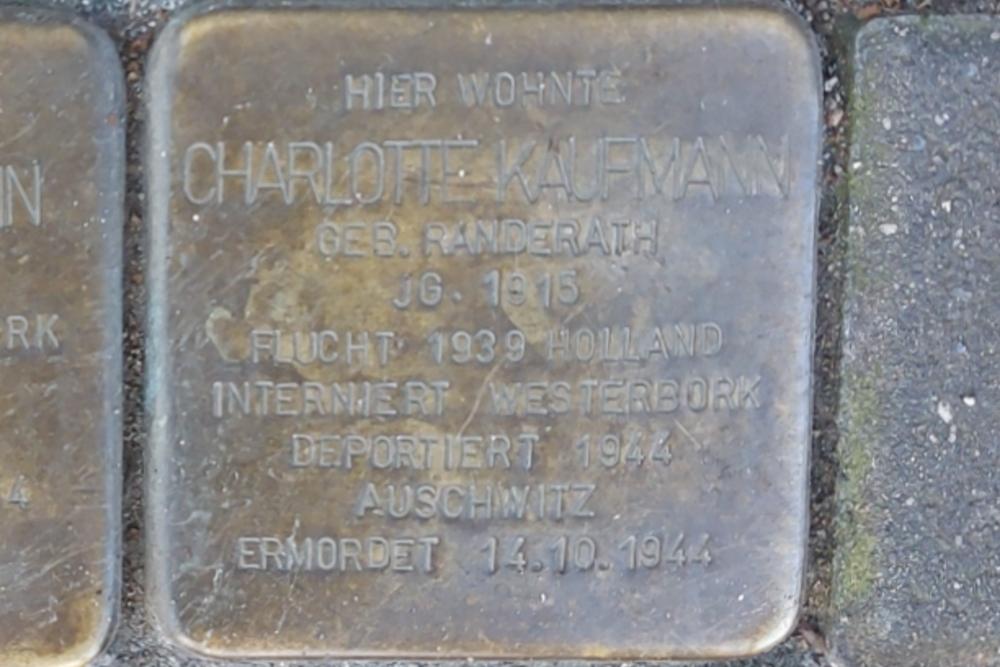 HIER WOHNTE
CHARLOTTE KAUFMANN
GEB. RANDERATH
JG. 1915
FLUCHT 1939 HOLLAND
INTERNIERT WESTERBORK
DEPORTIERT 1944
AUSCHWITZ
ERMORDET 14.10.1944